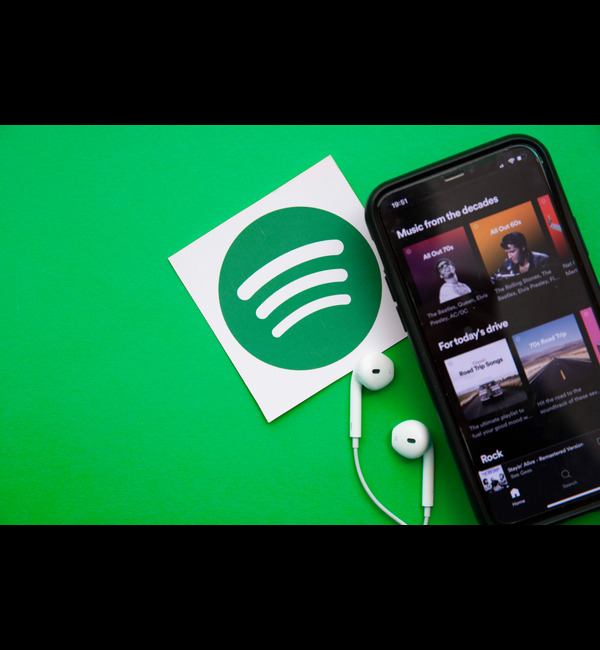 19:51
Music from the decades
All Out 70s
All Out 60s
The Beatles, Queen, Elvis
Presley, AC/DC
The Rolling Stones, The
Beatles, Elvis Presley, Fl...
For today's drive
Road Trip Songs
70s Road Trip
The ultimate playlist to
fuel your good mood w...
Hit the road to the
soundtrack of these sev...
Rock
Stayin' Alive - Remastered Version
Bee Gees
Home
Search